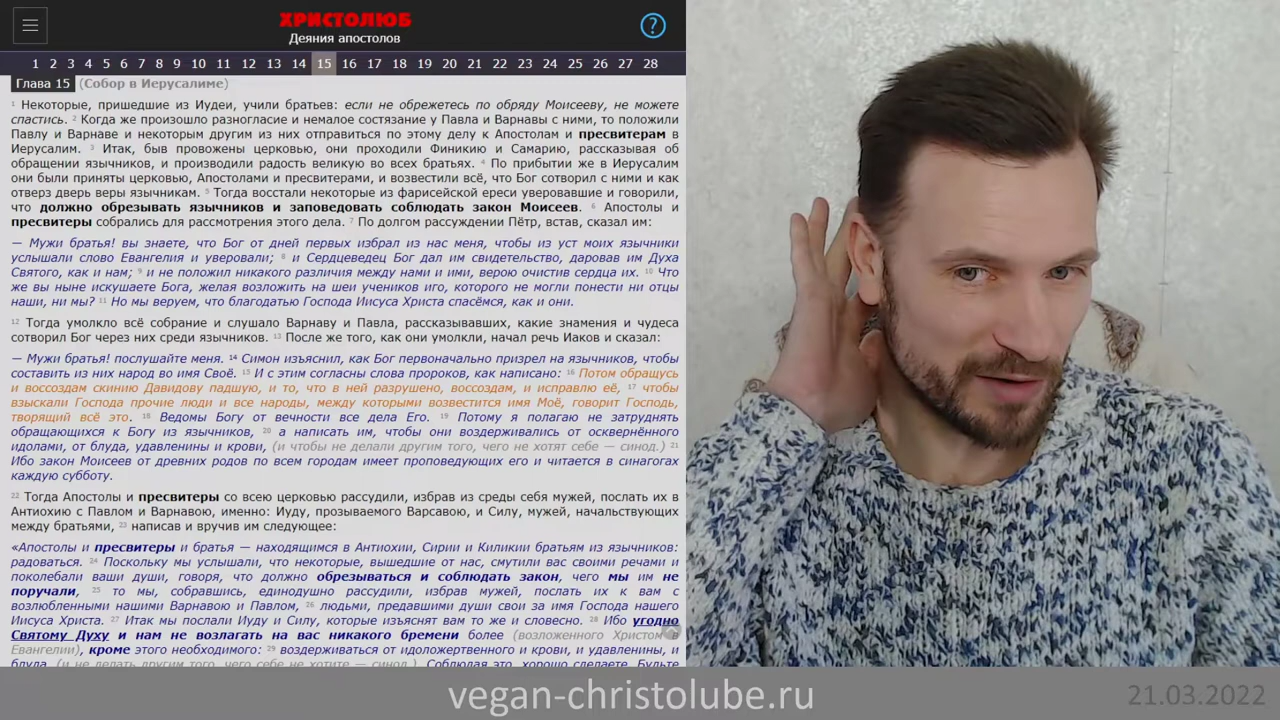 ХРИСТОЛЮБ
Деяния апостолов
?
1 2 3 4 5 6 7 8 9 10 11 12 13 14 15 16 17 18 19 20 21 22 23 24 25 26 27 28
Глава 15 (Собор в Иерусалиме)
1 Некоторые, пришедшие из Иудеи, учили братьев: если не обрежетесь по обряду Моисееву, не можете
спастись. 2 Когда же произошло разногласие и немалое состязание у Павла и Варнавы с ними, то положили
Павлу и Варнаве и некоторым другим из них отправиться по этому делу к Апостолам и пресвитерам в
Иерусалим. 3 Итак, быв провожены церковью, они проходили Финикию и Самарию, рассказывая об
обращении язычников, и производили радость великую во всех братьях. 4 По прибытии же в Иерусалим
они были приняты церковью, Апостолами и пресвитерами, и возвестили всё, что Бог сотворил с ними и как
отверз дверь веры язычникам. 5 Тогда восстали некоторые из фарисейской ереси уверовавшие и говорили,
что должно обрезывать язычников и заповедовать соблюдать закон Моисеев. 6 Апостолы и
пресвитеры собрались для рассмотрения этого дела. 7 По долгом рассуждении Пётр, встав, сказал им:
— Мужи братья! вы знаете, что Бог от дней первых избрал из нас меня, чтобы из уст моих язычники
услышали слово Евангелия и уверовали; 8 и Сердцеведец Бог дал им свидетельство, даровав им Духа
Святого, как и нам; 9 и не положил никакого различия между нами и ими, верою очистив сердца их. 10 Что
же вы ныне искушаете Бога, желая возложить на шеи учеников иго, которого не могли понести ни отцы
наши, ни мы? 11 Но мы веруем, что благодатью Господа Иисуса Христа спасёмся, как и они.
12 Тогда умолкло всё собрание и слушало Варнаву и Павла, рассказывавших, какие знамения и чудеса
сотворил Бог через них среди язычников. 13 После же того, как они умолкли, начал речь Иаков и сказал:
— Мужи братья! послушайте меня. 14 Симон изъяснил, как Бог первоначально призрел на язычников, чтобы
составить из них народ во имя Своё. 15 И с этим согласны слова пророков, как написано: 16 Потом обращусь
и воссоздам скинию Давидову падшую, и то, что в ней разрушено, воссоздам, и исправлю её, 17 чтобы
взыскали Господа прочие люди и все народы, между которыми возвестится имя Моё, говорит Господь,
творящий всё это. 18 Ведомы Богу от вечности все дела Его. 19 Потому я полагаю не затруднять
обращающихся к Богу из язычников, 20 а написать им, чтобы они воздерживались от осквернённого
идолами, от блуда, удавленины и крови, (и чтобы не делали другим того, чего не хотят себе — синод.) 21
Ибо закон Моисеев от древних родов по всем городам имеет проповедующих его и читается в синагогах
каждую субботу.
22 Тогда Апостолы и пресвитеры со всею церковью рассудили, избрав из среды себя мужей, послать их в
Антиохию с Павлом и Варнавою, именно: Иуду, прозываемого Варсавою, и Силу, мужей, начальствующих
между братьями, 23 написав и вручив им следующее:
«Апостолы и пресвитеры и братья — находящимся в Антиохии, Сирии и Киликии братьям из язычников:
радоваться. 24 Поскольку мы услышали, что некоторые, вышедшие от нас, смутили вас своими речами и
поколебали ваши души, говоря, что должно обрезываться и соблюдать закон, чего мы им не
поручали, 25 то мы, собравшись, единодушно рассудили, избрав мужей, послать их к вам с
возлюбленными нашими Варнавою и Павлом, 26 людьми, предавшими души свои за имя Господа нашего
Иисуса Христа. 27 Итак мы послали Иуду и Силу, которые изъяснят вам то же и словесно. 28 Ибо угодно
Святому Духу и нам не возлагать на вас никакого бремени более (возложенного Христом в
Евангелии), кроме этого необходимого: 29 воздерживаться от идоложертвенного и крови, и удавленины, и
блуда, (и не делать другим того, чего себе не хотите — синод.). Соблюдая это, хорошо сделаете. Будьте
vegan-christolube.ru
21.03.2022